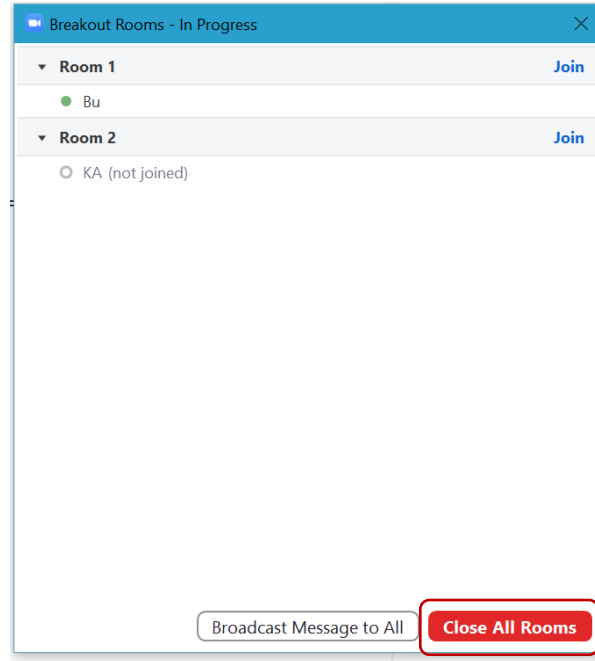 Breakout Rooms - In Progress
Room 1 Join
Bu
Room 2 Join
KA (not joined)
Broadcast Message to All Close All Rooms